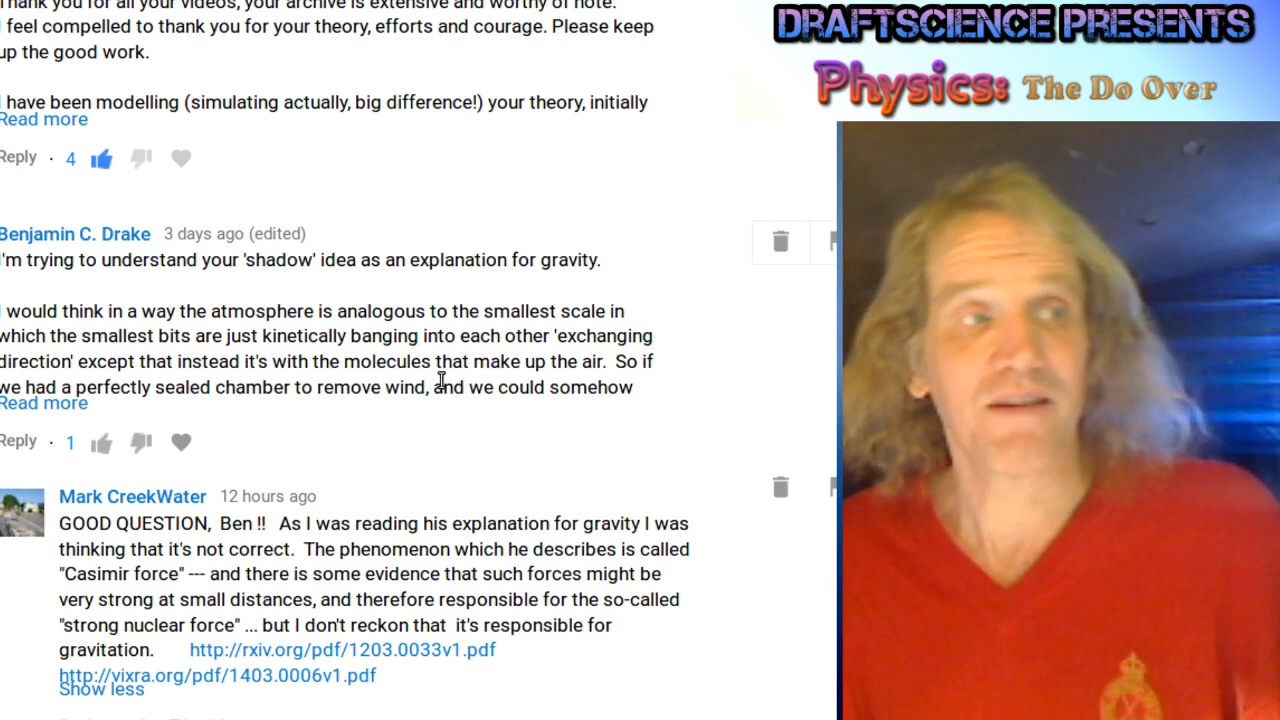 Thank you for all your videos, your archive is extensive and worthy of note.
I feel compelled to thank you for your theory, efforts and courage. Please keep
up the good work.
I have been modelling (simulating actually, big difference!) your theory, initially
Read more
Reply · 4
Benjamin C. Drake 3 days ago (edited)
I'm trying to understand your 'shadow' idea as an explanation for gravity.
I would think in a way the atmosphere is analogous to the smallest scale in
which the smallest bits are just kinetically banging into each other 'exchanging
direction' except that instead it's with the molecules that make up the air.  So if
we had a perfectly sealed chamber to remove wind, and we could somehow
Read more
Reply · 1
Mark CreekWater 12 hours ago
GOOD QUESTION,  Ben !!   As I was reading his explanation for gravity I was
thinking that it's not correct.  The phenomenon which he describes is called
"Casimir force" --- and there is some evidence that such forces might be
very strong at small distances, and therefore responsible for the so-called
"strong nuclear force" ... but I don't reckon that  it's responsible for
gravitation.      http://rxiv.org/pdf/1203.0033v1.pdf
http://vixra.org/pdf/1403.0006v1.pdf
Show less
DRAFTSCIENCE PRESENTS
Physics: The Do Over